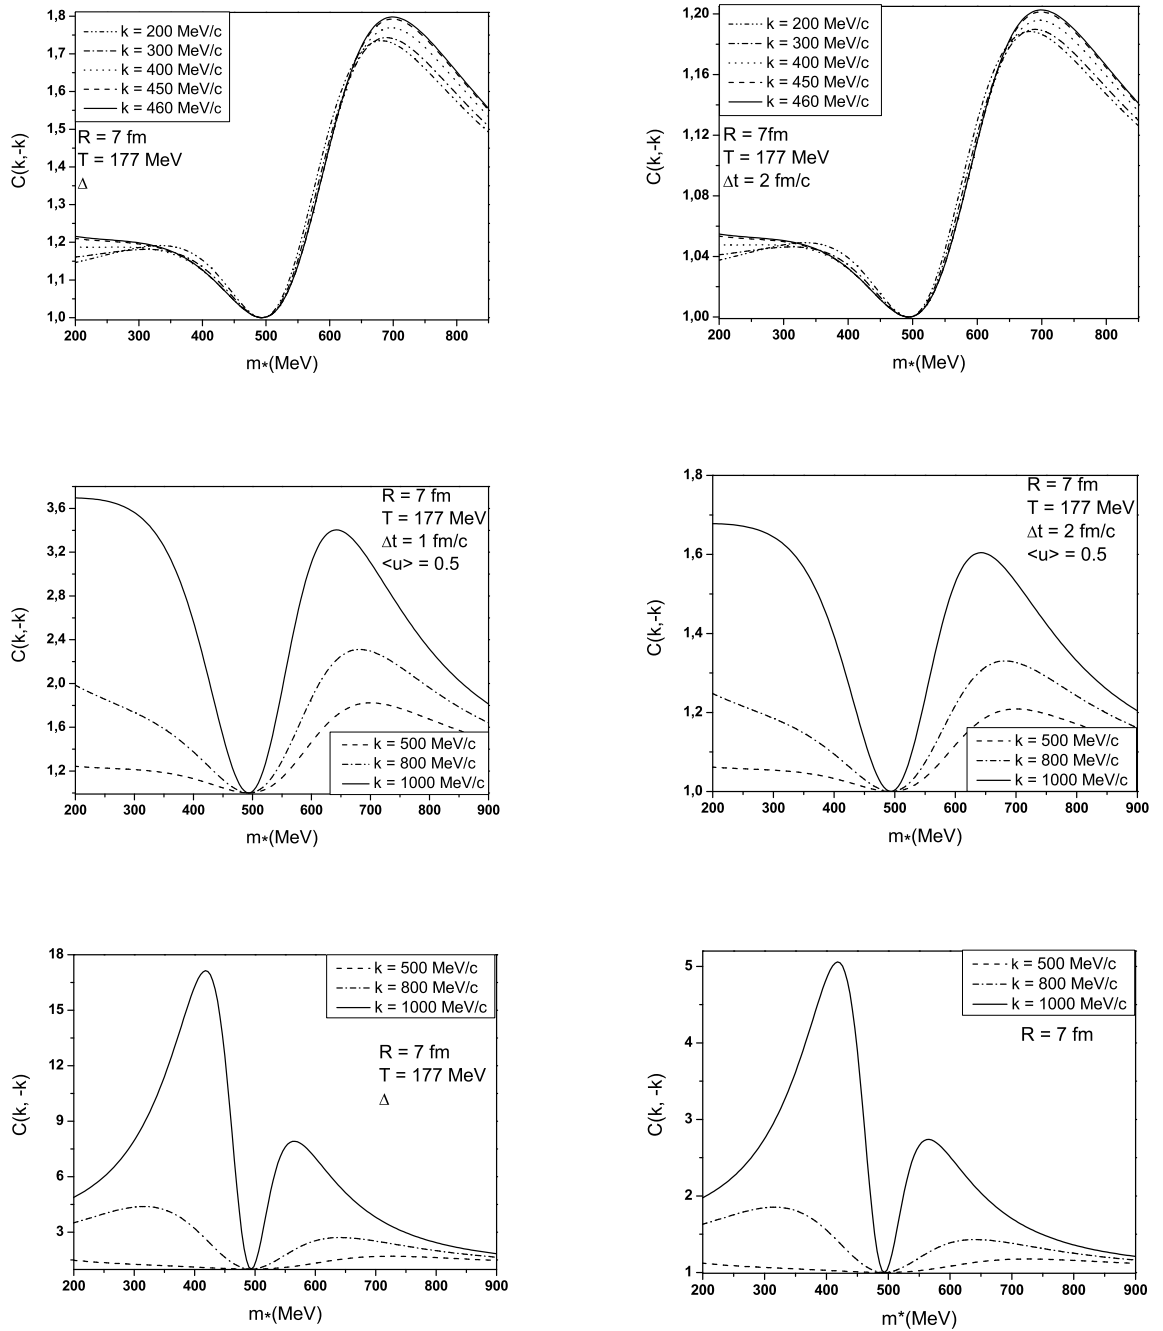 1,8
1,7
1,6
1,5
1,4
1,3
1,2
1,1
1,0
C(k,-k)
k = 200 MeV/c
k = 300 MeV/c
k = 400 MeV/c
k = 450 MeV/c
k = 460 MeV/c
R = 7 fm
T = 177 MeV
Δ
200 300 400 500 600 700 800
m*(MeV)
1,20
1,16
1,12
1,08
1,04
1,00
C(k,-k)
k = 200 MeV/c
k = 300 MeV/c
k = 400 MeV/c
k = 450 MeV/c
k = 460 MeV/c
R = 7fm
T = 177 MeV
Δt = 2 fm/c
200 300 400 500 600 700 800
m*(MeV)
3,6
3,2
2,8
2,4
2,0
1,6
1,2
C(k,-k)
R = 7 fm
T = 177 MeV
Δt = 1 fm/c
<u> = 0.5
k = 500 MeV/c
k = 800 MeV/c
k = 1000 MeV/c
200 300 400 500 600 700 800 900
m*(MeV)
1,8
1,6
1,4
1,2
1,0
C(k,-k)
R = 7 fm
T = 177 MeV
Δt = 2 fm/c
<u> = 0.5
k = 500 MeV/c
k = 800 MeV/c
k = 1000 MeV/c
200 300 400 500 600 700 800 900
m*(MeV)
18
15
12
9
6
3
C(k, -k)
k = 500 MeV/c
k = 800 MeV/c
k = 1000 MeV/c
R = 7 fm
T = 177 MeV
Δ
200 300 400 500 600 700 800 900
m*(MeV)
5
4
3
2
1
C(k, -k)
k = 500 MeV/c
k = 800 MeV/c
k = 1000 MeV/c
R = 7 fm
200 300 400 500 600 700 800 900
m*(MeV)